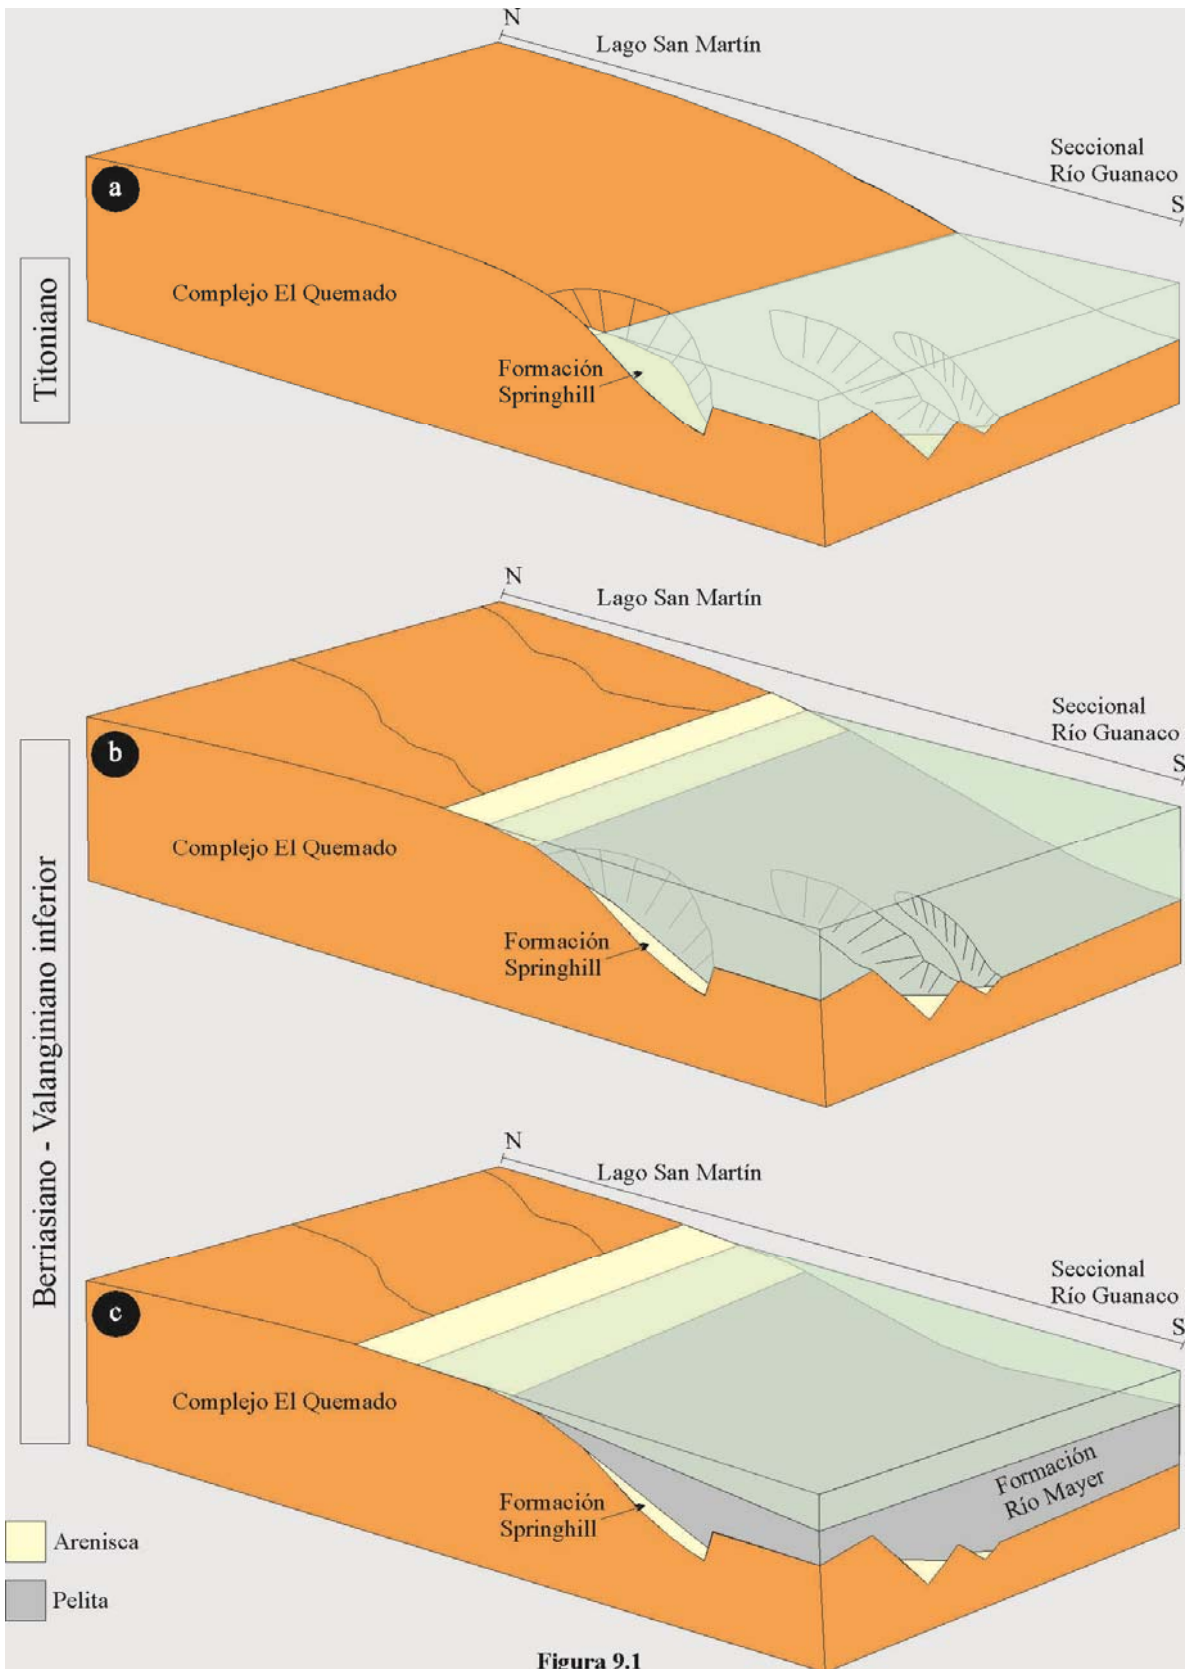 N
Lago San Martín
Seccional
Río Guanaco
S
a
Titoniano
Complejo El Quemado
Formación
Springhill
N
Lago San Martín
Seccional
Río Guanaco
S
b
Berriasiano - Valanginiano inferior
Complejo El Quemado
Formación
Springhill
N
Lago San Martín
Seccional
Río Guanaco
S
c
Complejo El Quemado
Formación
Río Mayer
Formación
Springhill
Arenisca
Pelita
Figura 9.1